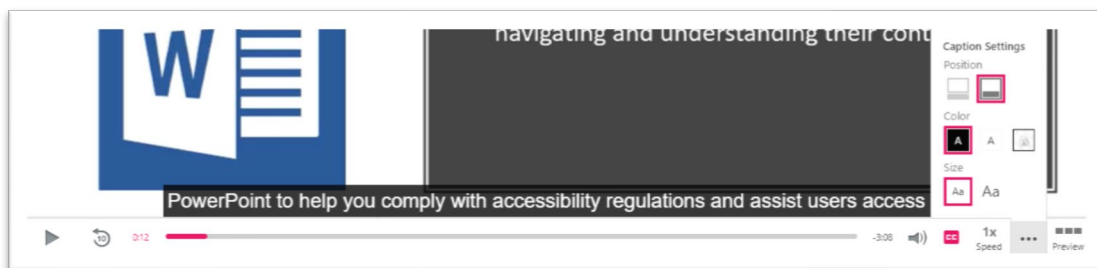 W
navigating and understanding their cont
Caption Settings
Position
Color
A A
Size
Aa Aa
PowerPoint to help you comply with accessibility regulations and assist users access
10 0:12 -3:08 CC 1x
Speed
Preview